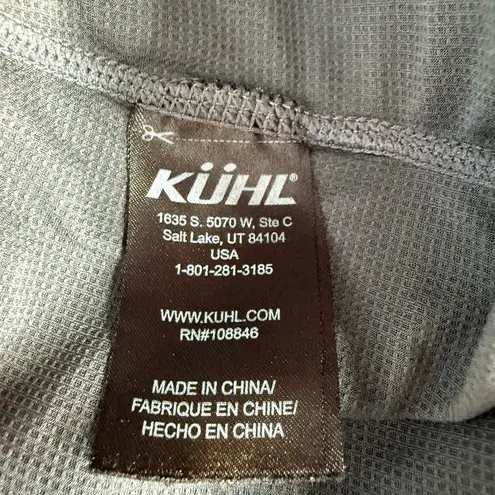 KÜHL®
1635 S. 5070 W, Ste C
Salt Lake, UT 84104
USA
1-801-281-3185
WWW.KUHL.COM
RN#108846
MADE IN CHINA/
FABRIQUE EN CHINE/
HECHO EN CHINA